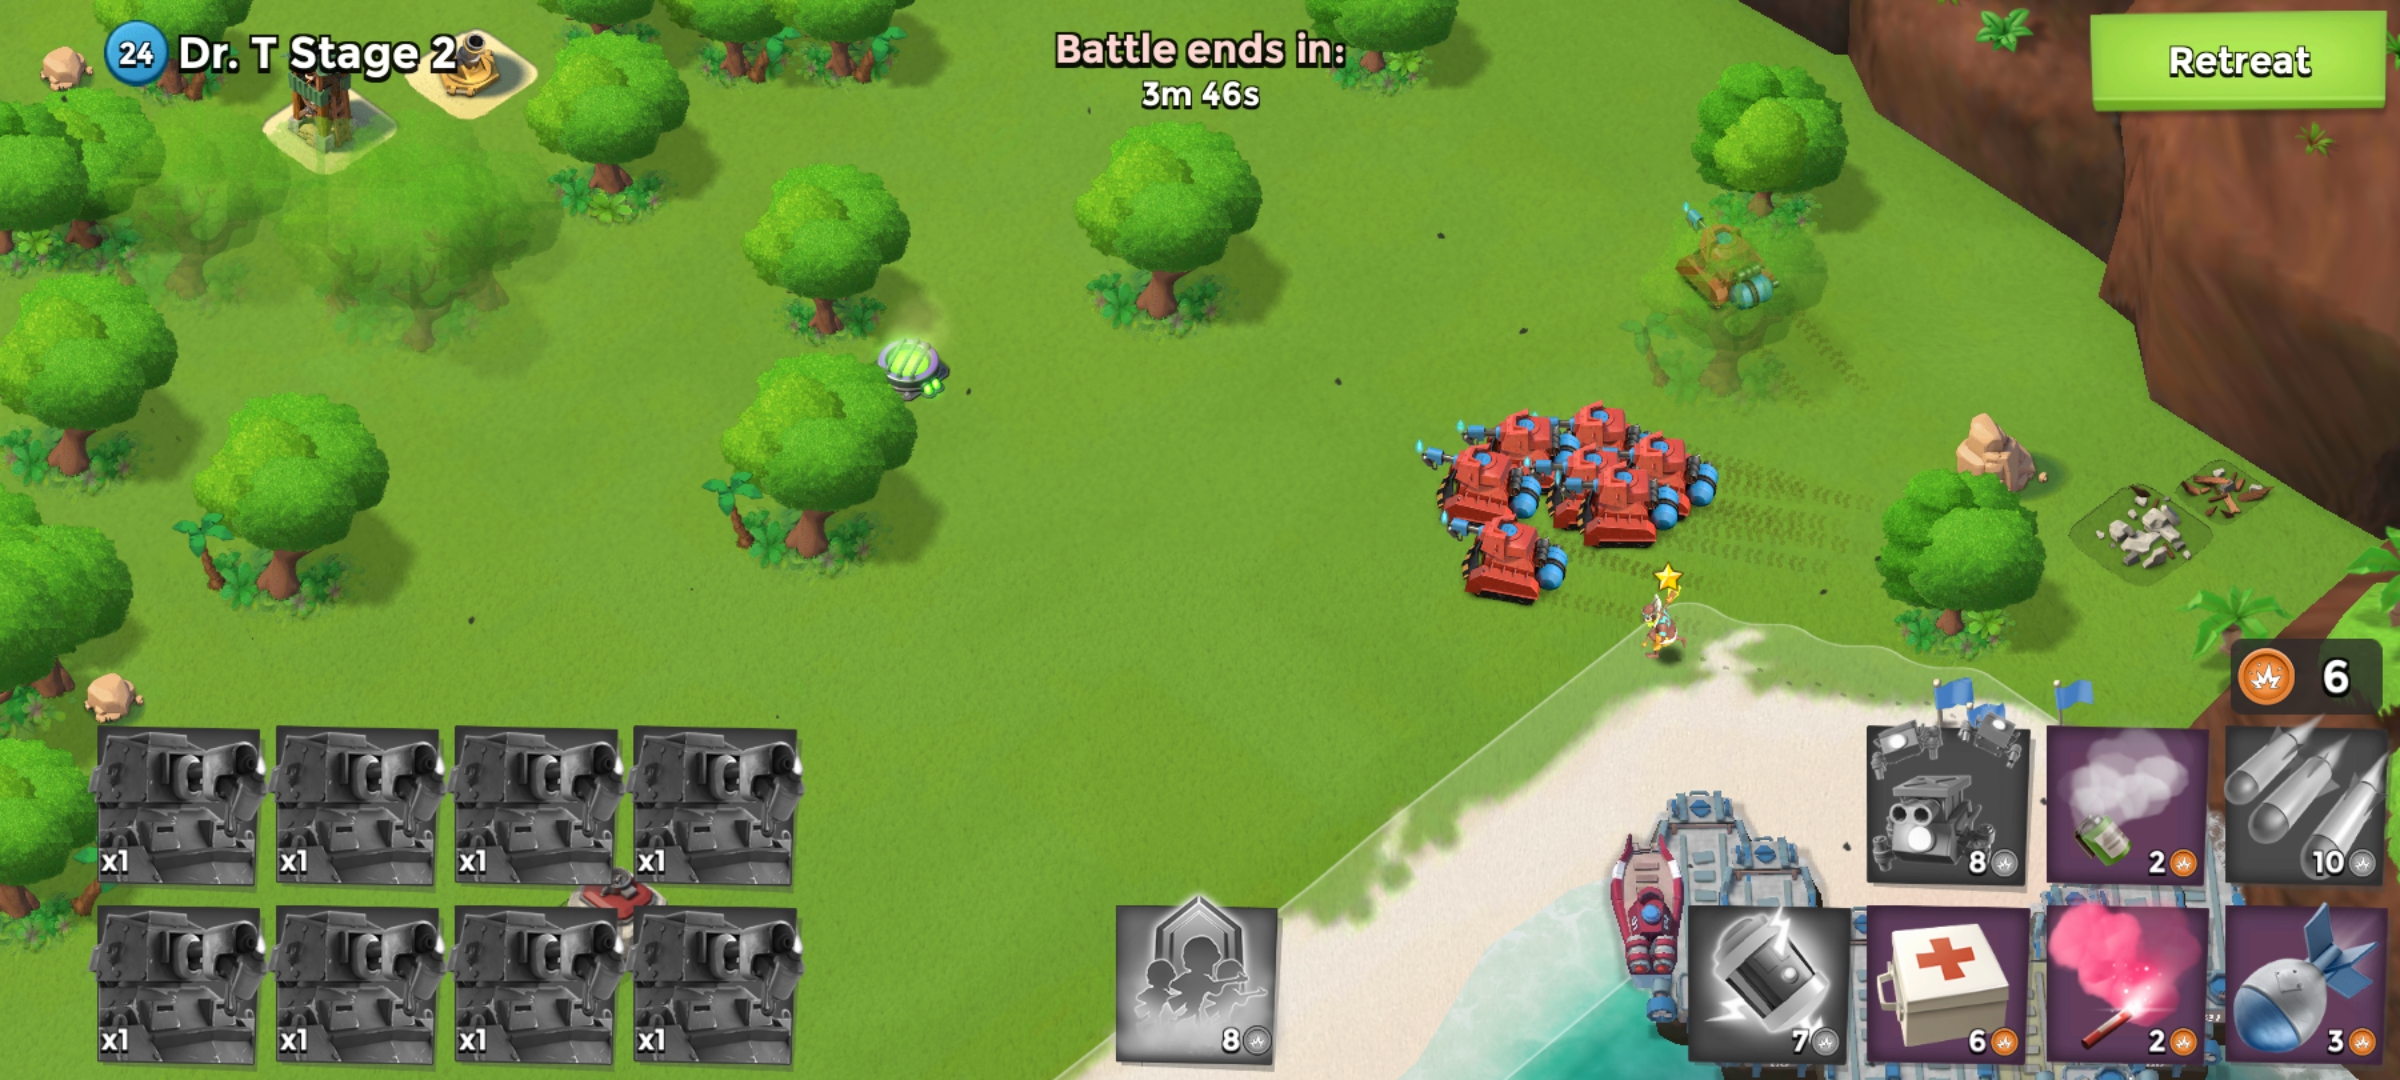 24 Dr. T Stage 2
Battle ends in:
3m 46s
Retreat
6
x1 x1 x1 x1
8 2 10
x1 x1 x1 x1
8 7 6 2 3